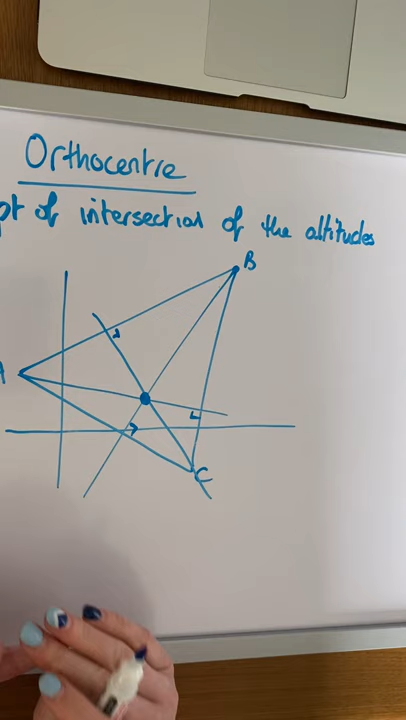 Orthocentre
pt of intersection of the altitudes
B
A
C